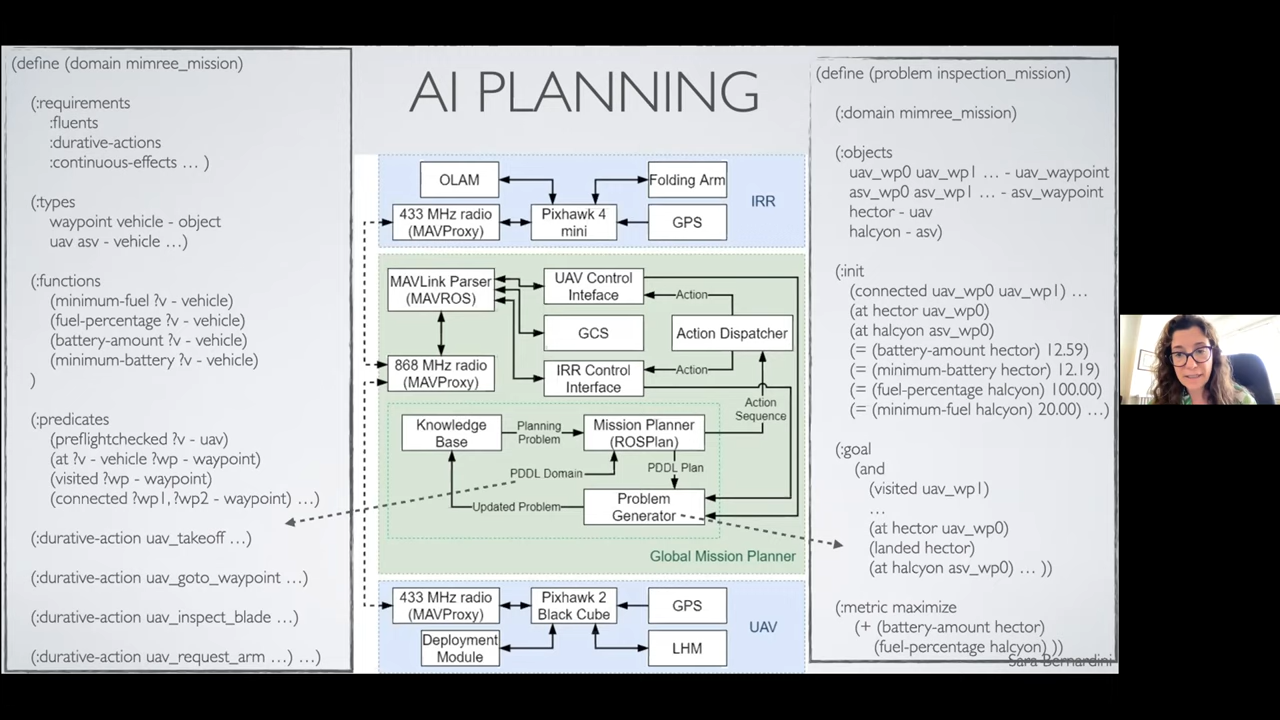 (define (domain mimree_mission)
(:requirements
:fluents
:durative-actions
:continuous-effects ... )
(:types
waypoint vehicle - object
uav asv - vehicle ...)
(:functions
(minimum-fuel ?v - vehicle)
(fuel-percentage ?v - vehicle)
(battery-amount ?v - vehicle)
(minimum-battery ?v - vehicle)
)
(:predicates
(preflightchecked ?v - uav)
(at ?v - vehicle ?wp - waypoint)
(visited ?wp - waypoint)
(connected ?wp1, ?wp2 - waypoint) ...)
(:durative-action uav_takeoff ...)
(:durative-action uav_goto_waypoint ...)
(:durative-action uav_inspect_blade ...)
(:durative-action uav_request_arm ...) ...)
AI PLANNING
OLAM
Folding Arm
IRR
433 MHz radio
(MAVProxy)
Pixhawk 4
mini
GPS
MAVLink Parser
(MAVROS)
UAV Control
Inteface
Action
GCS
Action Dispatcher
868 MHz radio
(MAVProxy)
IRR Control
Interface
Action
Action
Sequence
Knowledge
Base
Planning
Problem
Mission Planner
(ROSPlan)
PDDL Domain
PDDL Plan
Updated Problem
Problem
Generator
Global Mission Planner
433 MHz radio
(MAVProxy)
Pixhawk 2
Black Cube
GPS
UAV
Deployment
Module
LHM
(define (problem inspection_mission)
(:domain mimree_mission)
(:objects
uav_wp0 uav_wp1 ... - uav_waypoint
asv_wp0 asv_wp1 ... - asv_waypoint
hector - uav
halcyon - asv)
(:init
(connected uav_wp0 uav_wp1) ...
(at hector uav_wp0)
(at halcyon asv_wp0)
(= (battery-amount hector) 12.59)
(= (minimum-battery hector) 12.19)
(= (fuel-percentage halcyon) 100.00)
(= (minimum-fuel halcyon) 20.00) ...)
(:goal
(and
(visited uav_wp1)
...
(at hector uav_wp0)
(landed hector)
(at halcyon asv_wp0) ... ))
(:metric maximize
(+ (battery-amount hector)
(fuel-percentage halcyon) ))
Sara Bernardini